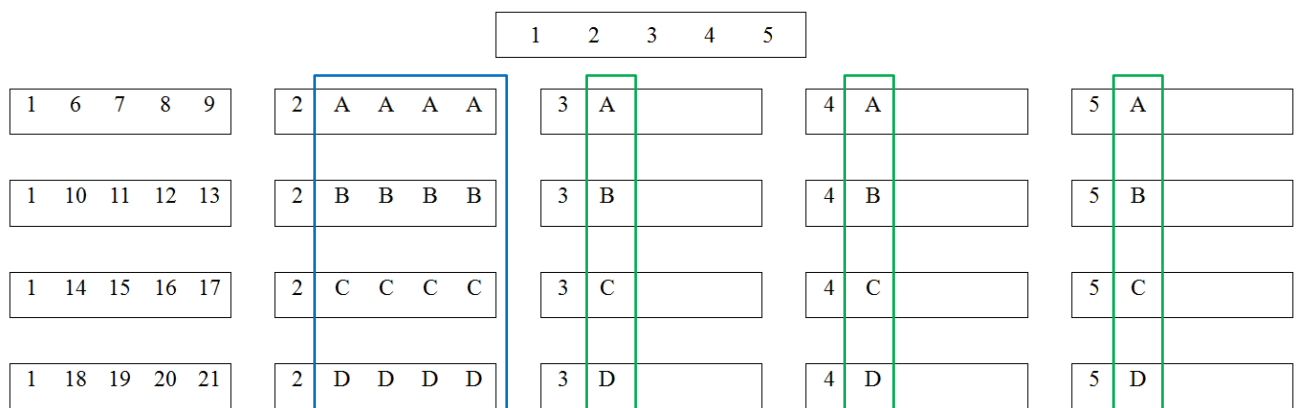 1 2 3 4 5
1 6 7 8 9 2 A A A A 3 A 4 A 5 A
1 10 11 12 13 2 B B B B 3 B 4 B 5 B
1 14 15 16 17 2 C C C C 3 C 4 C 5 C
1 18 19 20 21 2 D D D D 3 D 4 D 5 D